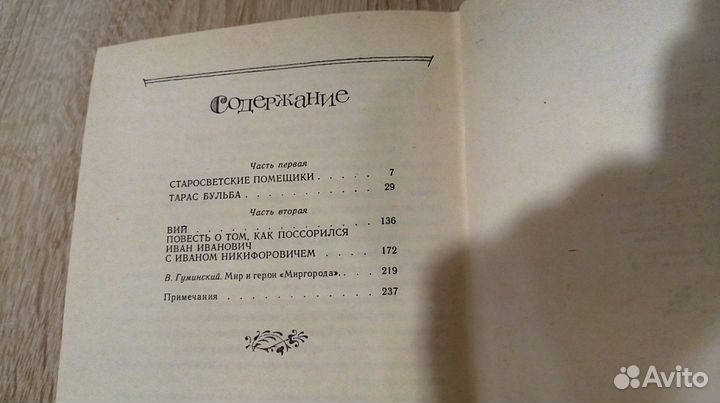 Содержание
Часть первая
СТАРОСВЕТСКИЕ ПОМЕЩИКИ . . . . . 7
ТАРАС БУЛЬБА . . . . . . . . . . 29
Часть вторая
ВИЙ . . . . . . . . . . . . . . 136
ПОВЕСТЬ О ТОМ, КАК ПОССОРИЛСЯ
ИВАН ИВАНОВИЧ
С ИВАНОМ НИКИФОРОВИЧЕМ . . . . . 172
В. Гуминский. Мир и герои «Миргорода». . . . 219
Примечания . . . . . . . . . . . 237
Avito